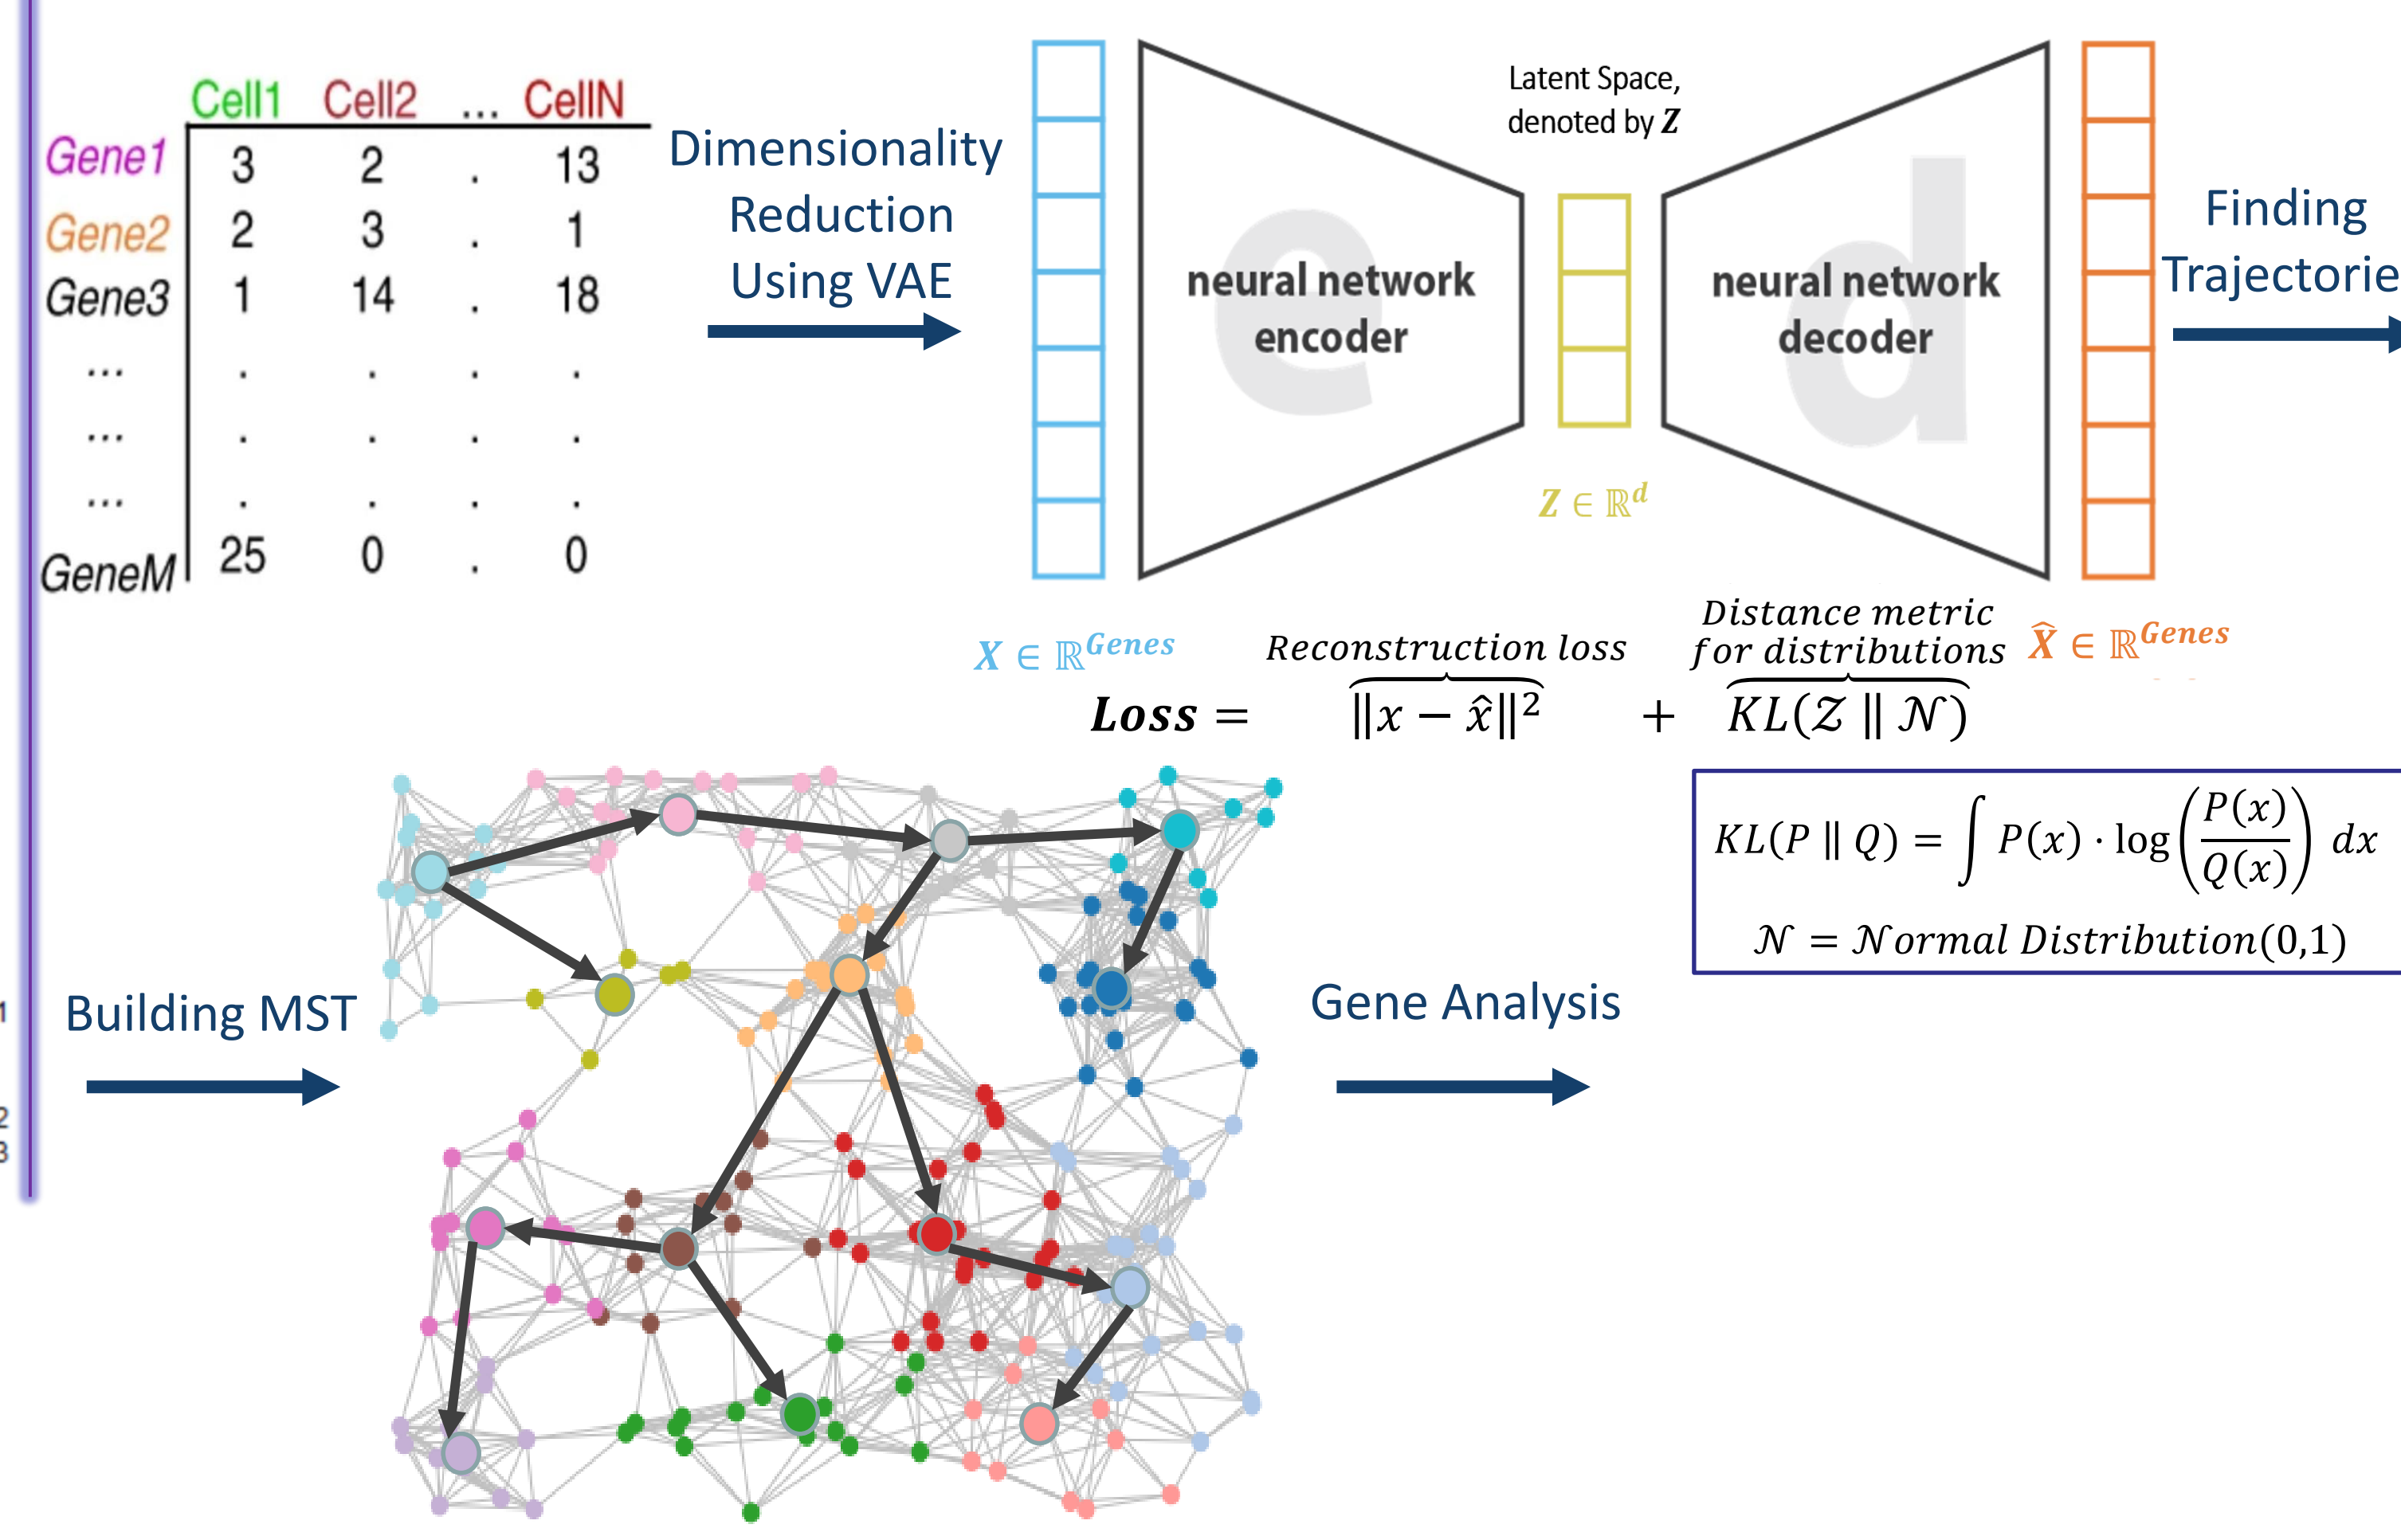 Cell1 Cell2 ... CellN
Gene1 3 2 . 13
Gene2 2 3 . 1
Gene3 1 14 . 18
... . . . .
... . . . .
... . . . .
GeneM 25 0 . 0
Dimensionality
Reduction
Using VAE
neural network
encoder
e
Latent Space,
denoted by Z
Z ∈ ℝ^d
neural network
decoder
d
Finding
Trajectorie
X ∈ ℝ^Genes
X̂ ∈ ℝ^Genes
Reconstruction loss
Distance metric
for distributions
Loss = ‖x − x̂‖² + KL(𝒵 ‖ 𝒩)
KL(P ‖ Q) = ∫ P(x) · log(P(x)/Q(x)) dx
𝒩 = 𝒩ormal Distribution(0,1)
1
2
3
Building MST
Gene Analysis